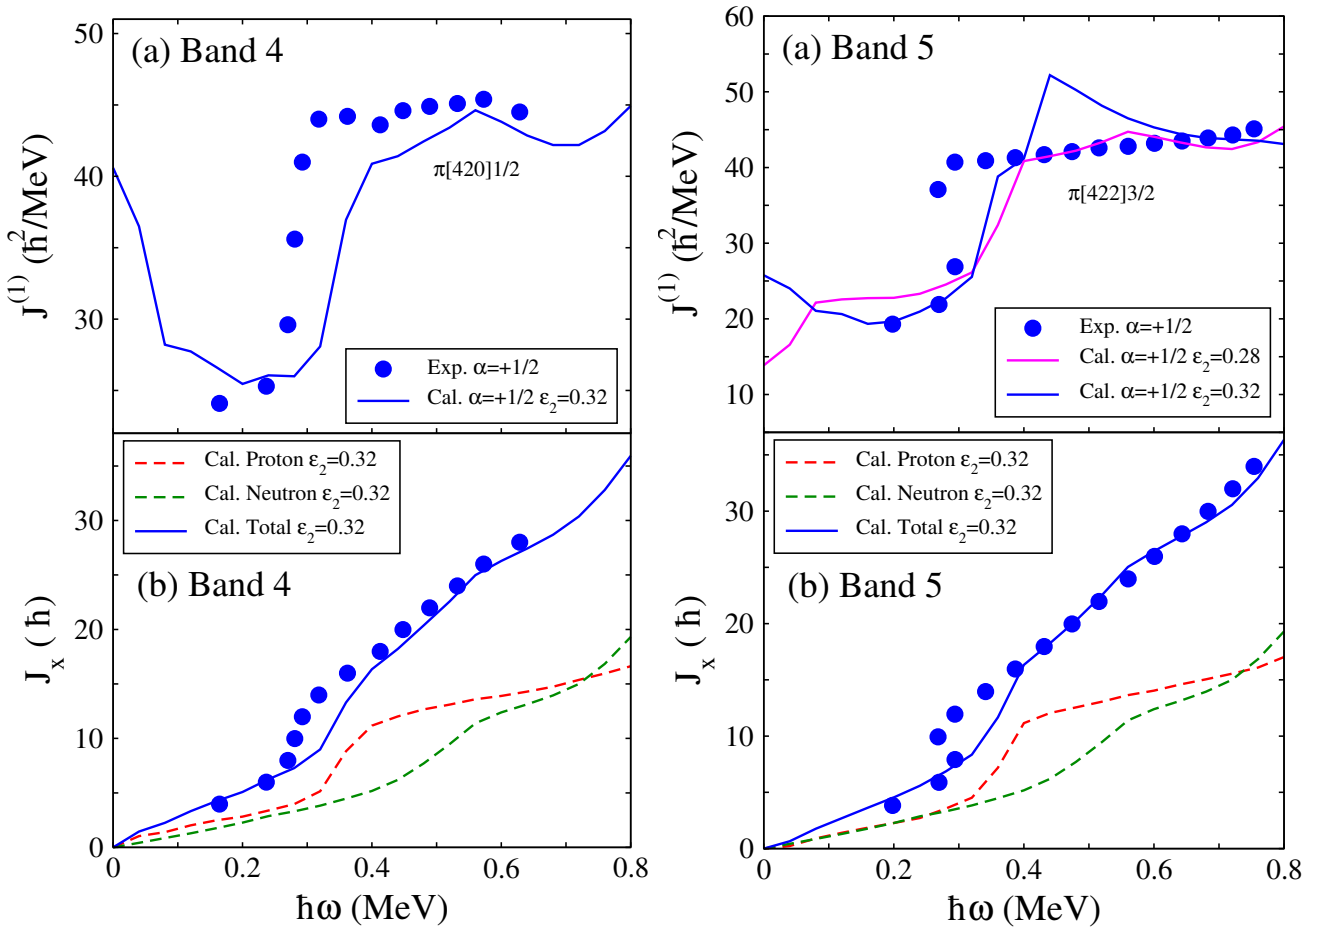 (a) Band 4
50
40
30
J⁽¹⁾ (ħ²/MeV)
π[420]1/2
Exp. α=+1/2
Cal. α=+1/2 ε₂=0.32
Cal. Proton ε₂=0.32
Cal. Neutron ε₂=0.32
Cal. Total ε₂=0.32
(b) Band 4
30
20
10
0
Jₓ (ħ)
0 0.2 0.4 0.6 0.8
ħω (MeV)
(a) Band 5
60
50
40
30
20
10
J⁽¹⁾ (ħ²/MeV)
π[422]3/2
Exp. α=+1/2
Cal. α=+1/2 ε₂=0.28
Cal. α=+1/2 ε₂=0.32
Cal. Proton ε₂=0.32
Cal. Neutron ε₂=0.32
Cal. Total ε₂=0.32
(b) Band 5
30
20
10
0
Jₓ (ħ)
0 0.2 0.4 0.6 0.8
ħω (MeV)